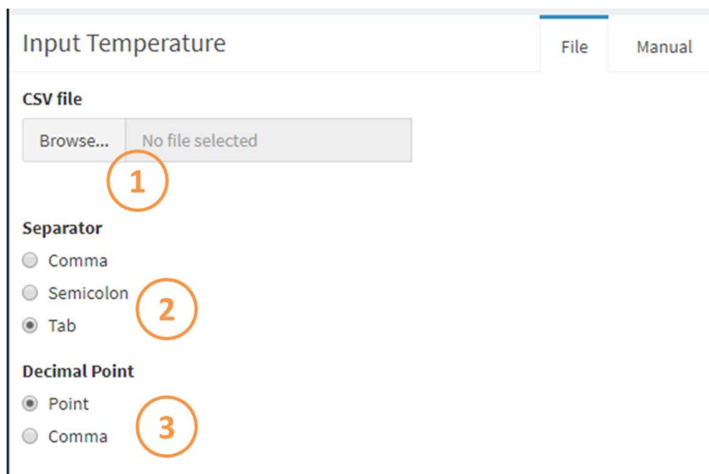 Input Temperature
File
Manual
CSV file
Browse... No file selected
1
Separator
Comma
Semicolon
2
Tab
Decimal Point
Point
3
Comma